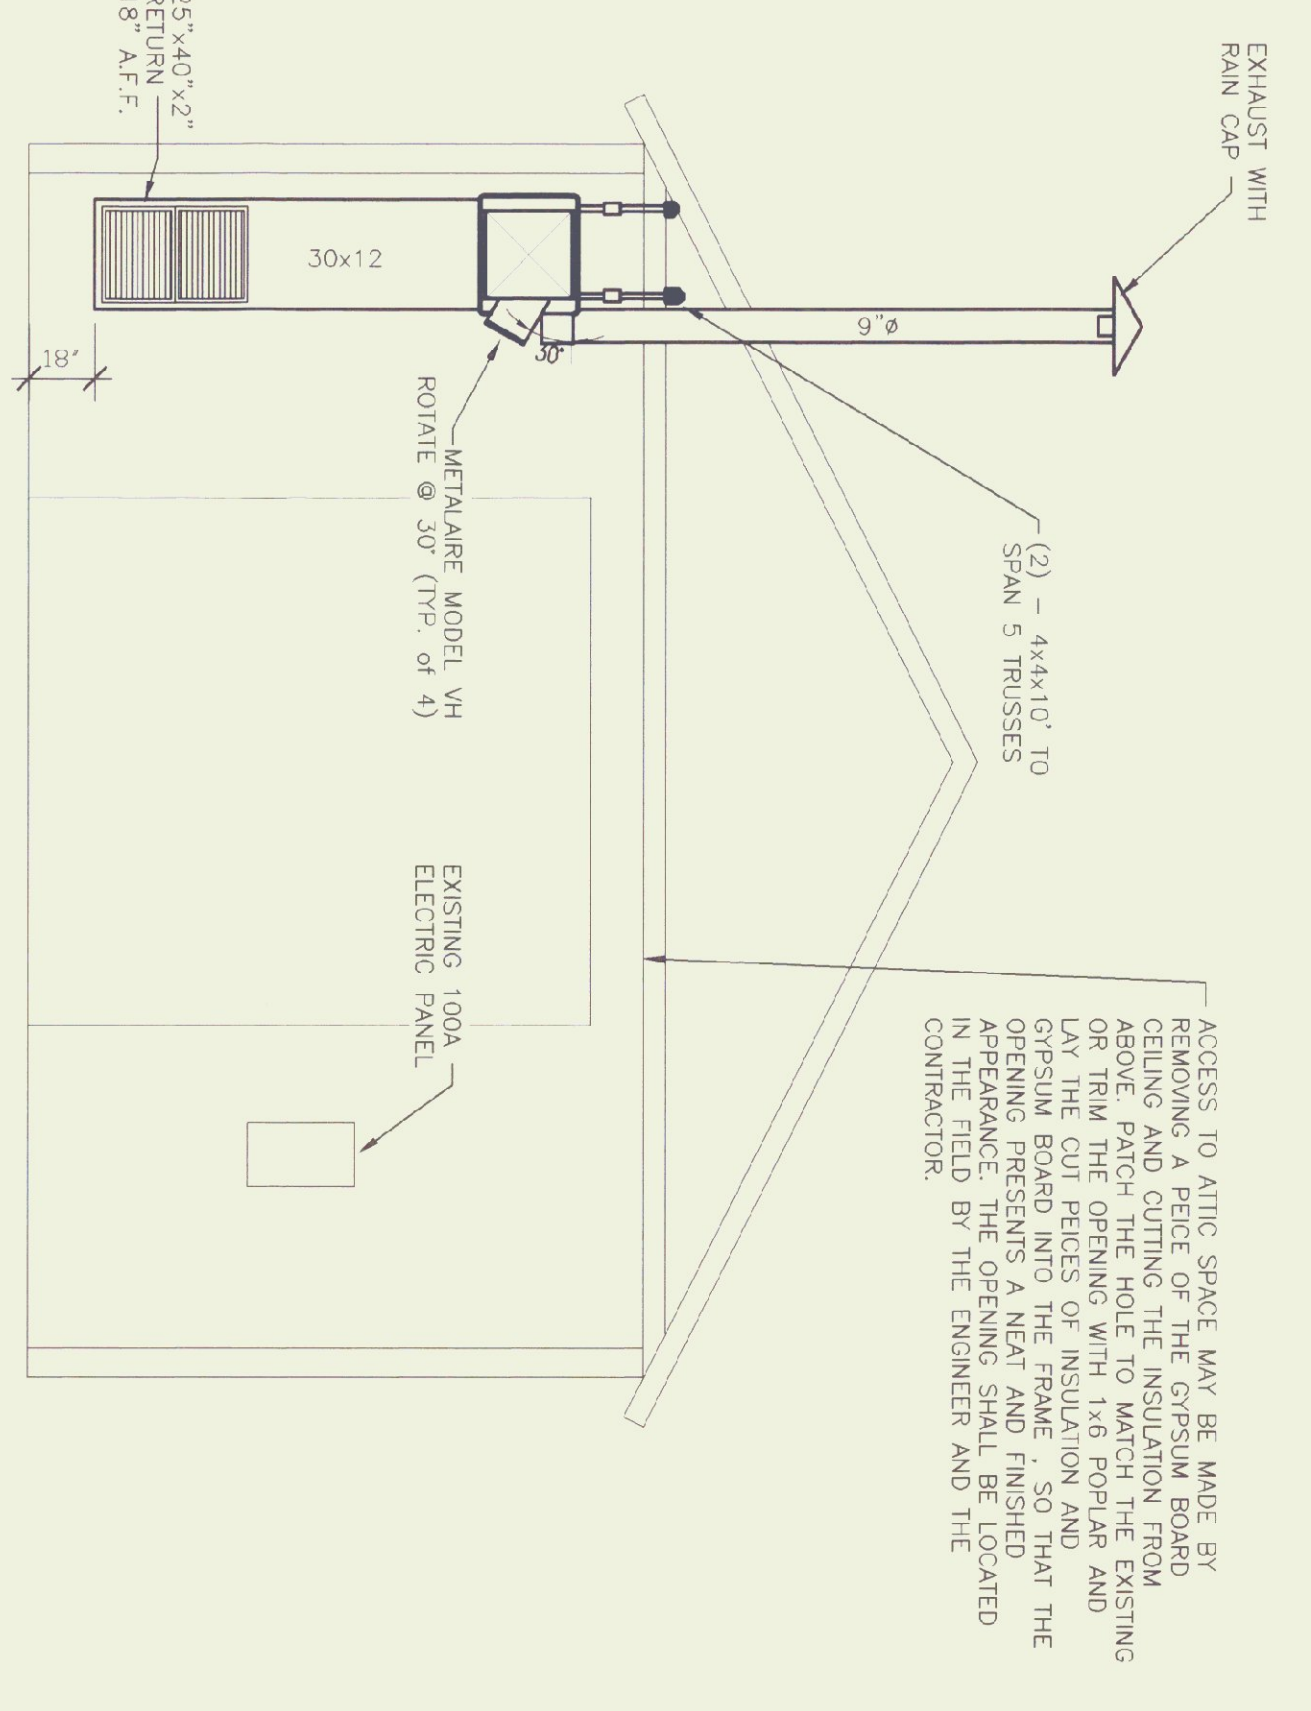 EXHAUST WITH
RAIN CAP
9"Ø
(2) - 4x4x10' TO
SPAN 5 TRUSSES
ACCESS TO ATTIC SPACE MAY BE MADE BY
REMOVING A PEICE OF THE GYPSUM BOARD
CEILING AND CUTTING THE INSULATION FROM
ABOVE. PATCH THE HOLE TO MATCH THE EXISTING
OR TRIM THE OPENING WITH 1x6 POPLAR AND
LAY THE CUT PEICES OF INSULATION AND
GYPSUM BOARD INTO THE FRAME , SO THAT THE
OPENING PRESENTS A NEAT AND FINISHED
APPEARANCE. THE OPENING SHALL BE LOCATED
IN THE FIELD BY THE ENGINEER AND THE
CONTRACTOR.
30°
METALAIRE MODEL VH
ROTATE @ 30° (TYP. of 4)
EXISTING 100A
ELECTRIC PANEL
30x12
25"x40"x2"
RETURN
18" A.F.F.
18"